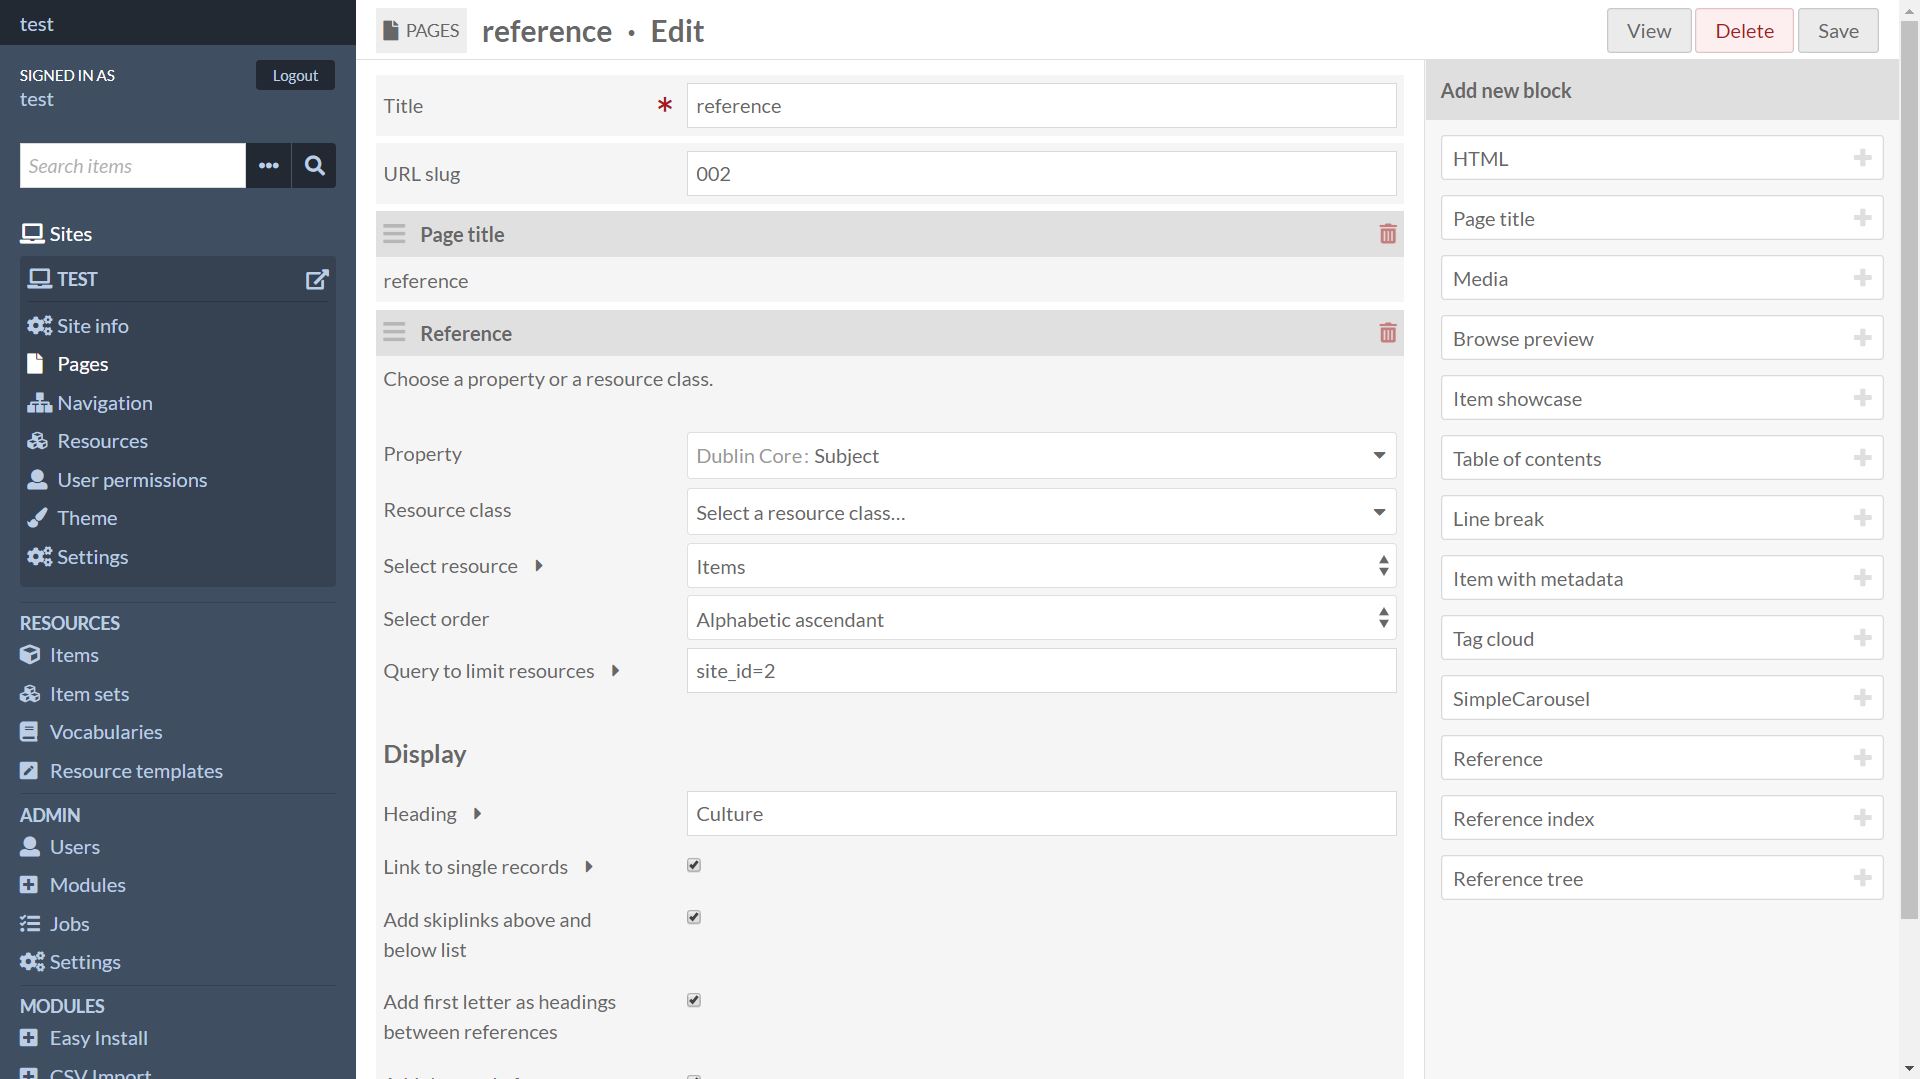 test
SIGNED IN AS
test
Logout
Search items
Sites
TEST
Site info
Pages
Navigation
Resources
User permissions
Theme
Settings
RESOURCES
Items
Item sets
Vocabularies
Resource templates
ADMIN
Users
Modules
Jobs
Settings
MODULES
Easy Install
CSV Import
PAGES
reference · Edit
View
Delete
Save
Title *
reference
URL slug
002
Page title
reference
Reference
Choose a property or a resource class.
Property
Dublin Core: Subject
Resource class
Select a resource class...
Select resource
Items
Select order
Alphabetic ascendant
Query to limit resources
site_id=2
Display
Heading
Culture
Link to single records
Add skiplinks above and
below list
Add first letter as headings
between references
Add new block
HTML
Page title
Media
Browse preview
Item showcase
Table of contents
Line break
Item with metadata
Tag cloud
SimpleCarousel
Reference
Reference index
Reference tree